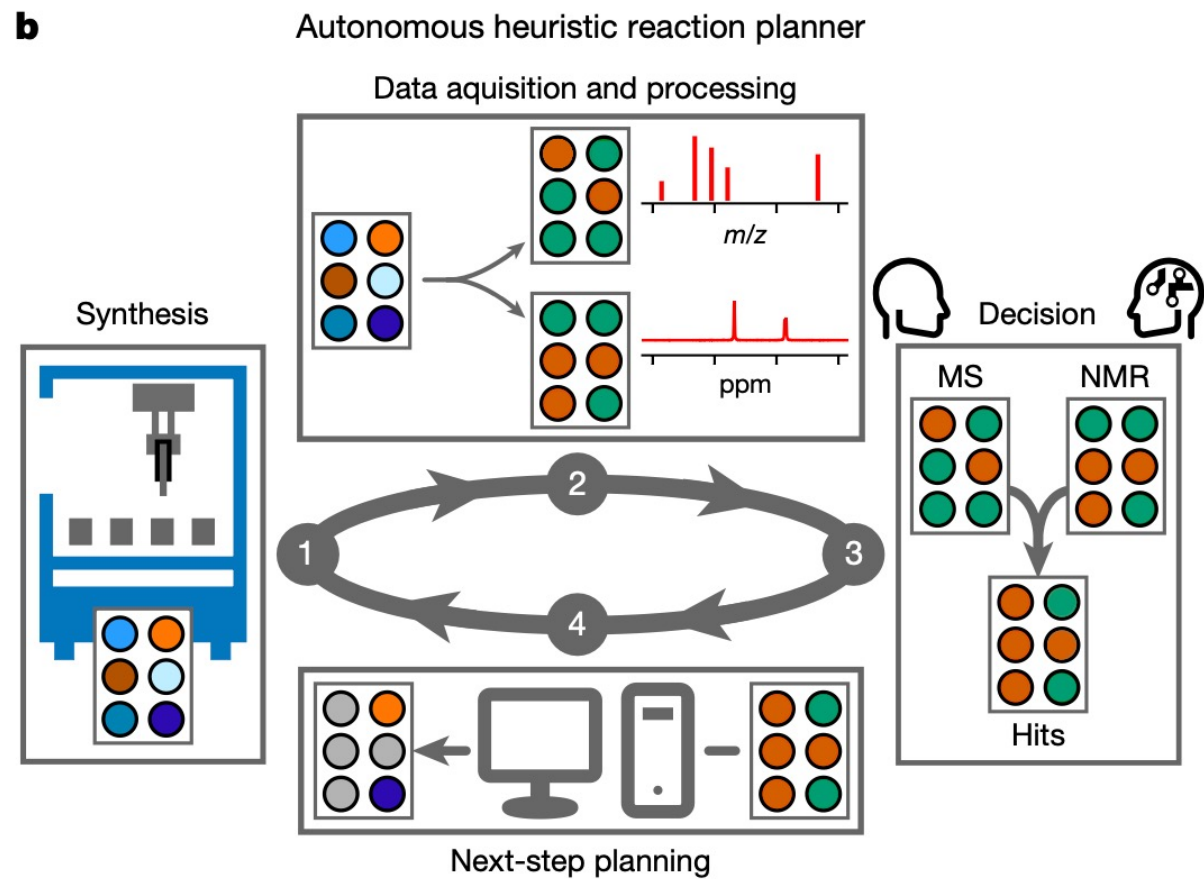 b
Autonomous heuristic reaction planner
Data aquisition and processing
m/z
ppm
Synthesis
Decision
MS
NMR
Hits
1
2
3
4
Next-step planning